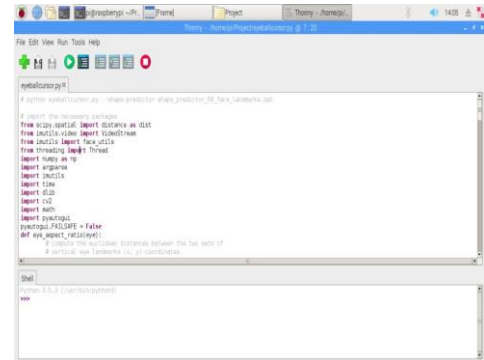 pi@raspberrypi: ~/Pr... [Frame] Project Thonny - /home/pi/... 14:05
Thonny - /home/pi/Project/eyeballcursor.py @ 7:20
File Edit View Run Tools Help
eyeballcursor.py ×
# python eyeballcursor.py --shape-predictor shape_predictor_68_face_landmarks.dat
# import the necessary packages
from scipy.spatial import distance as dist
from imutils.video import VideoStream
from imutils import face_utils
from threading import Thread
import numpy as np
import argparse
import imutils
import time
import dlib
import cv2
import math
import pyautogui
pyautogui.FAILSAFE = False
def eye_aspect_ratio(eye):
# compute the euclidean distances between the two sets of
# vertical eye landmarks (x, y)-coordinates
Shell
Python 3.5.3 (/usr/bin/python3)
>>>